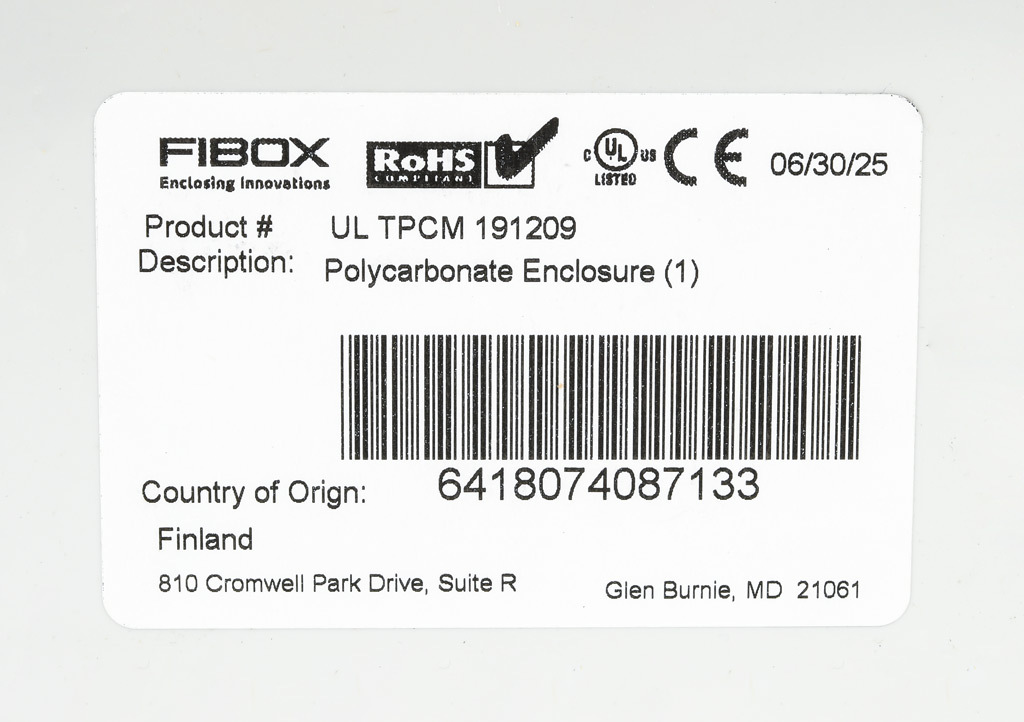 FIBOX
Enclosing Innovations
RoHS
COMPLIANT
C UL US
LISTED
CE
06/30/25
Product # UL TPCM 191209
Description: Polycarbonate Enclosure (1)
6418074087133
Country of Orign:
Finland
810 Cromwell Park Drive, Suite R Glen Burnie, MD 21061